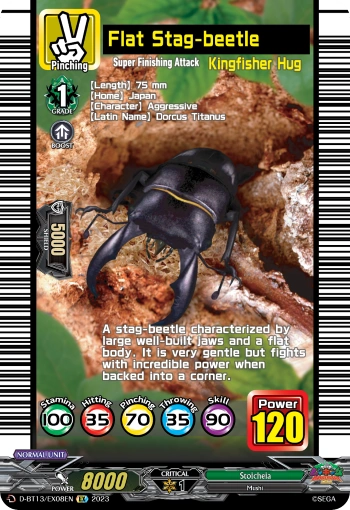 Flat Stag-beetle
Pinching
Super Finishing Attack Kingfisher Hug
[Length] 75 mm
[Home] Japan
[Character] Aggressive
[Latin Name] Dorcus Titanus
1
GRADE
BOOST
5000
SHIELD
A stag-beetle characterized by
large well-built jaws and a flat
body. It is very gentle but fights
with incredible power when
backed into a corner.
Stamina Hitting Pinching Throwing Skill
100 35 70 35 90
Power
120
NORMAL UNIT
POWER 8000
CRITICAL
1
Stoicheia
Mushi
D-BT13/EX08EN EX 2023
©SEGA